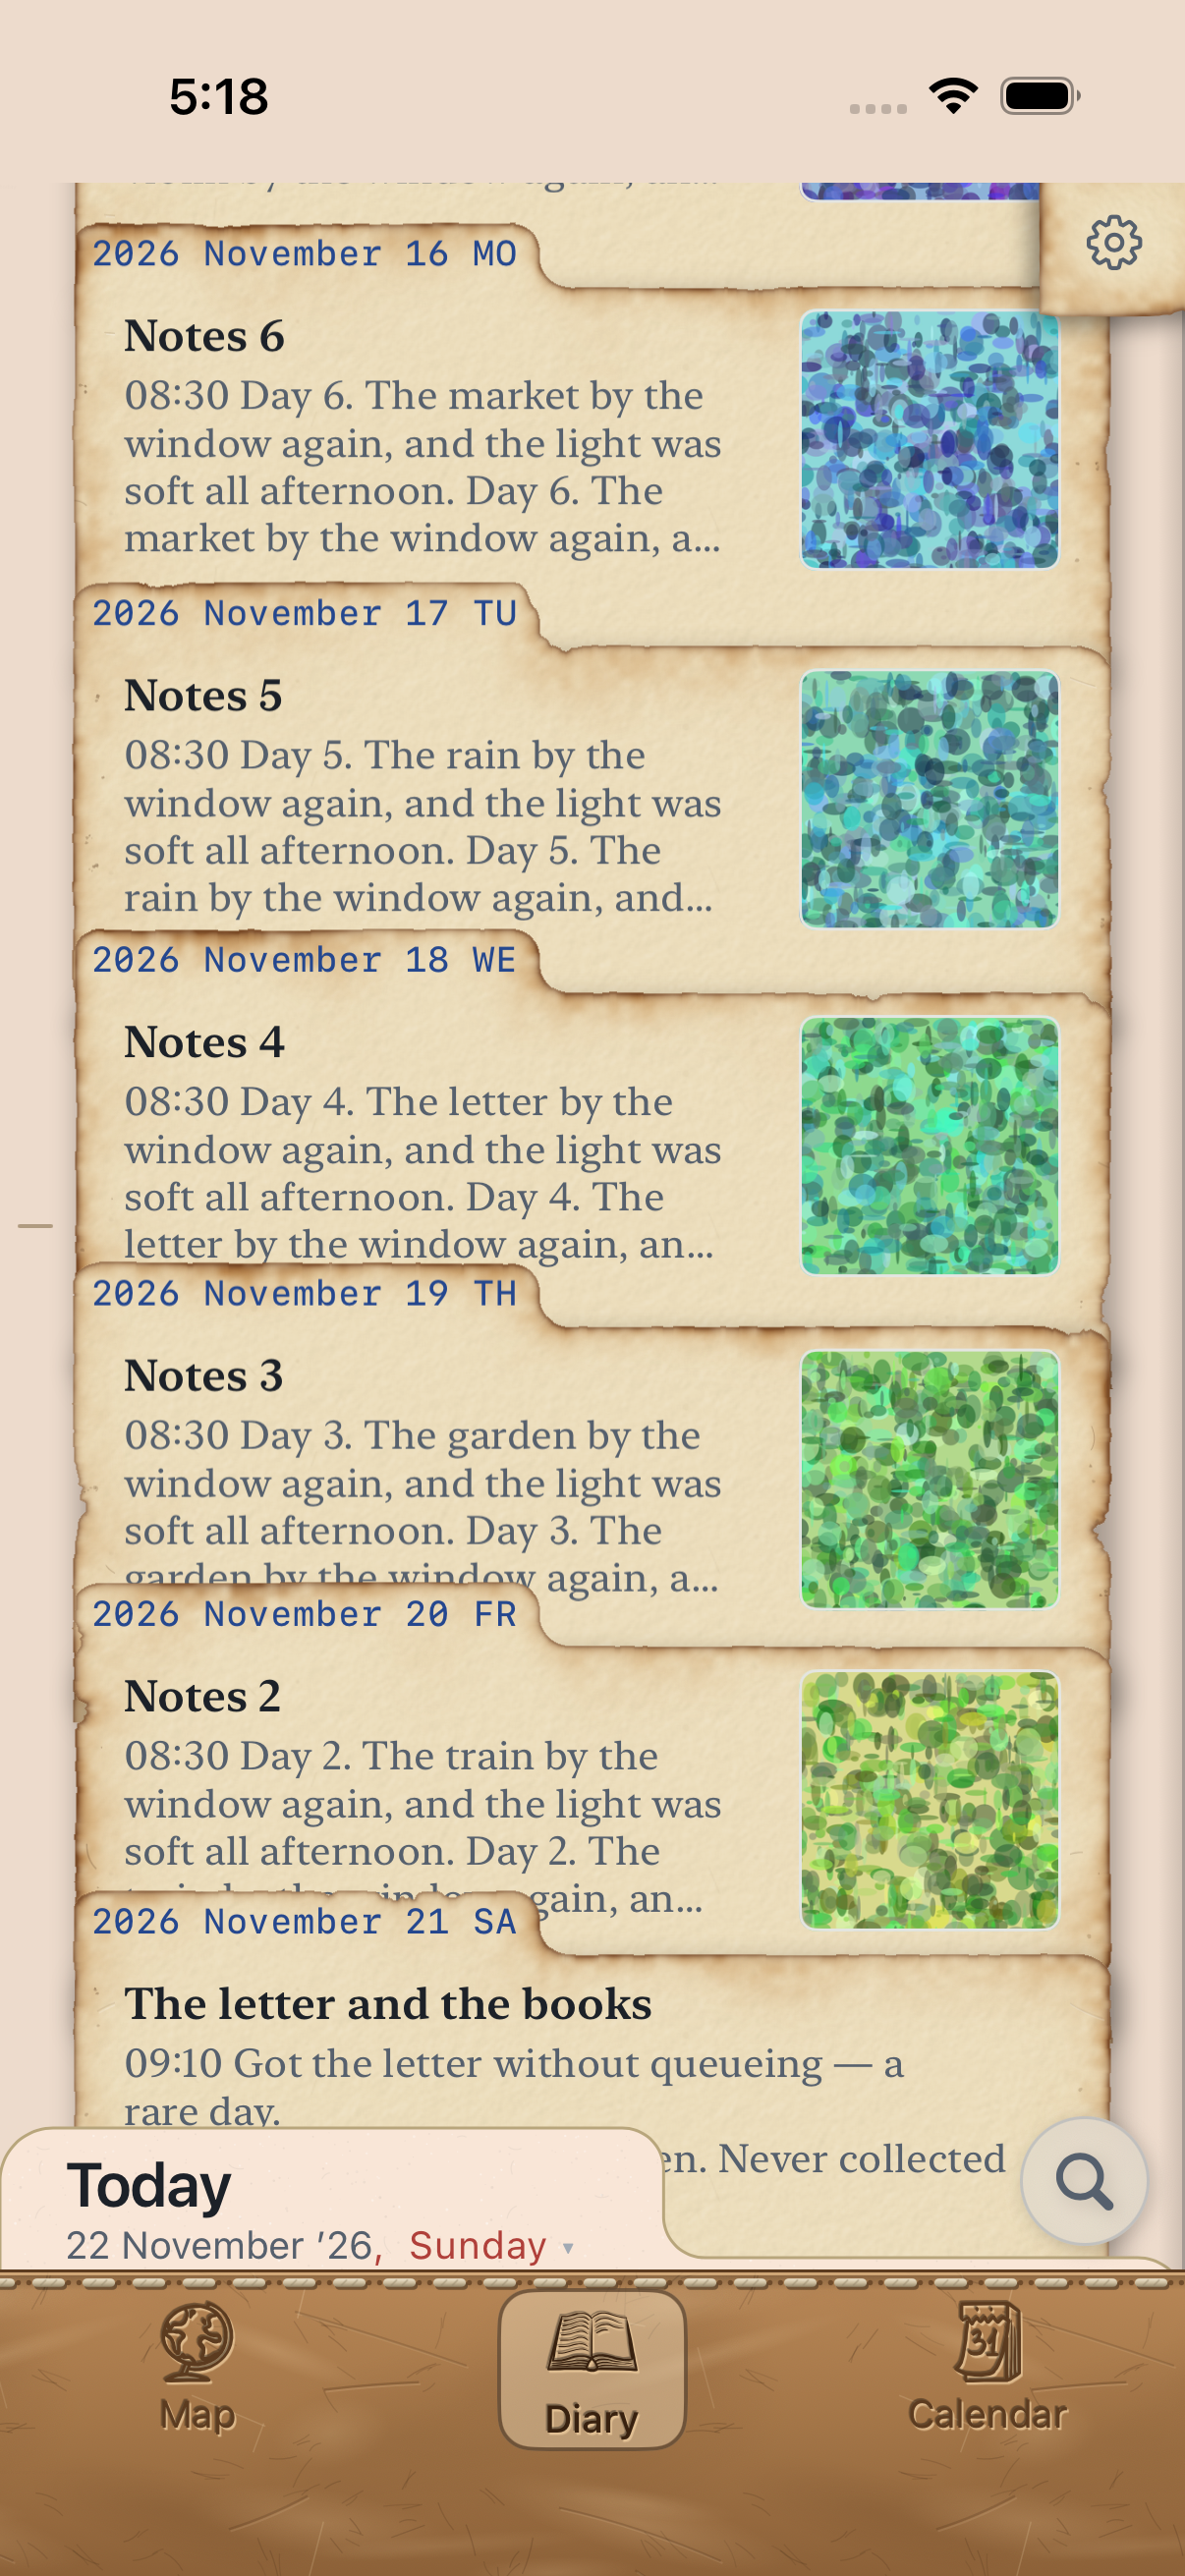 5:18
2026 November 16 MO
Notes 6
08:30 Day 6. The market by the
window again, and the light was
soft all afternoon. Day 6. The
market by the window again, a...
2026 November 17 TU
Notes 5
08:30 Day 5. The rain by the
window again, and the light was
soft all afternoon. Day 5. The
rain by the window again, and...
2026 November 18 WE
Notes 4
08:30 Day 4. The letter by the
window again, and the light was
soft all afternoon. Day 4. The
letter by the window again, an...
2026 November 19 TH
Notes 3
08:30 Day 3. The garden by the
window again, and the light was
soft all afternoon. Day 3. The
garden by the window again, a...
2026 November 20 FR
Notes 2
08:30 Day 2. The train by the
window again, and the light was
soft all afternoon. Day 2. The
gain, an...
2026 November 21 SA
The letter and the books
09:10 Got the letter without queueing — a
rare day.
en. Never collected
Today
22 November ’26, Sunday
31
Map
Diary
Calendar